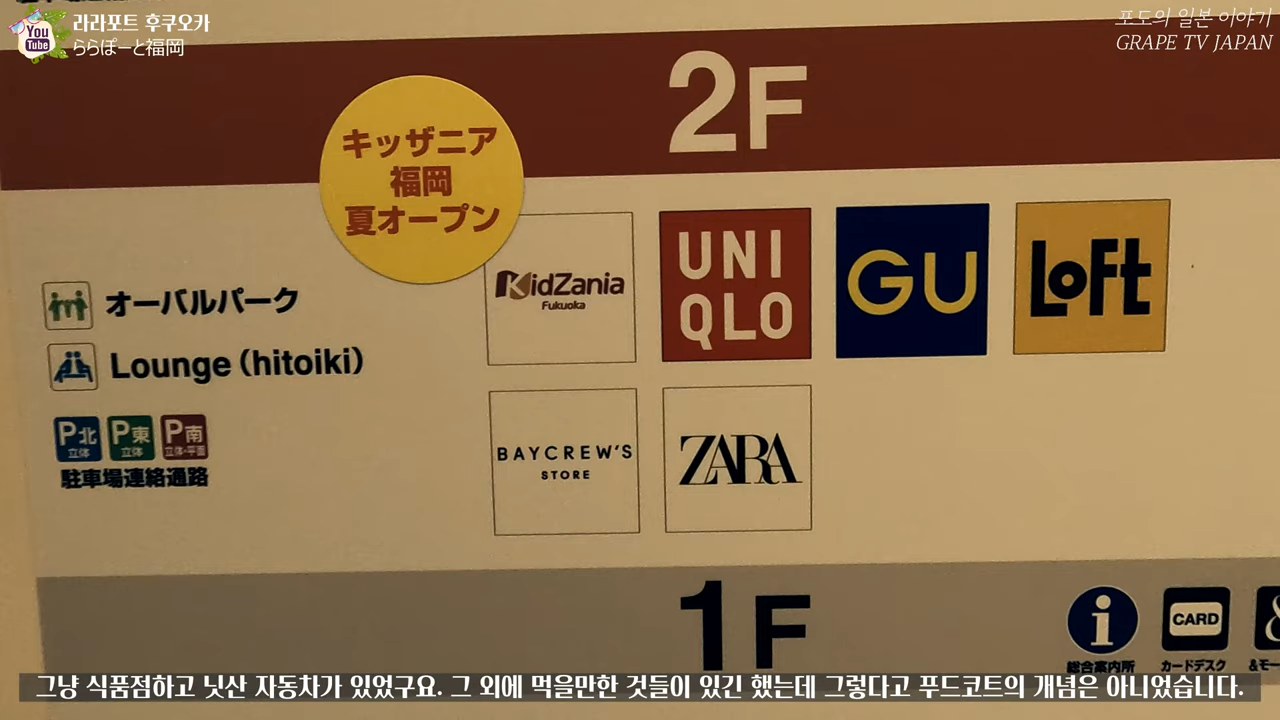 You
Tube
라라포트 후쿠오카
ららぽーと福岡
포도의 일본 이야기
GRAPE TV JAPAN
2F
キッザニア
福岡
夏オープン
オーバルパーク
Lounge (hitoiki)
P北 立体
P東 立体
P南 立体・平面
駐車場連絡通路
KidZania
Fukuoka
UNI
QLO
GU
LoFt
BAYCREW'S
STORE
ZARA
1F
i
CARD
&
総合案内所
カードデスク
&モー
그냥 식품점하고 닛산 자동차가 있었구요. 그 외에 먹을만한 것들이 있긴 했는데 그렇다고 푸드코트의 개념은 아니었습니다.